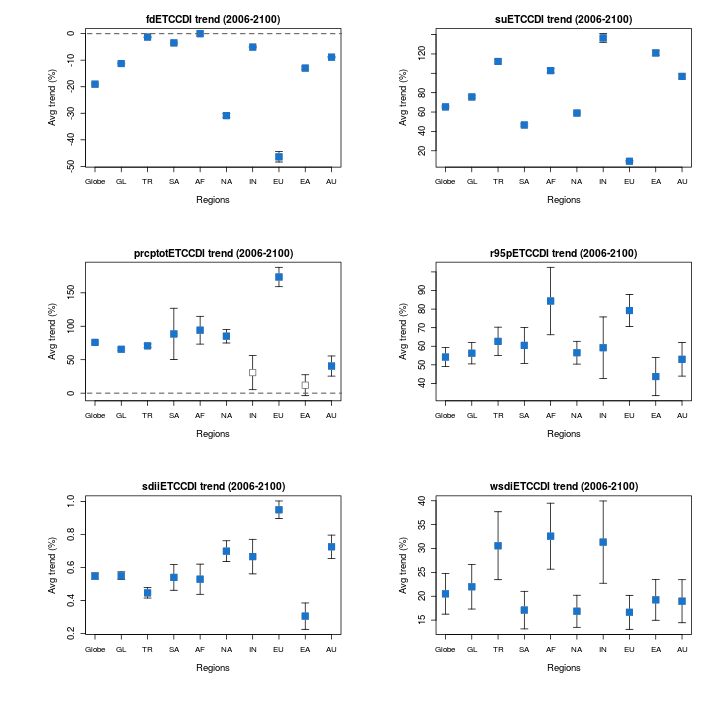 fdETCCDI trend (2006-2100)
Avg trend (%)
0
-10
-20
-30
-40
-50
Globe GL TR SA AF NA IN EU EA AU
Regions
suETCCDI trend (2006-2100)
Avg trend (%)
120
80
60
40
20
Globe GL TR SA AF NA IN EU EA AU
Regions
prcptotETCCDI trend (2006-2100)
Avg trend (%)
150
100
50
0
Globe GL TR SA AF NA IN EU EA AU
Regions
r95pETCCDI trend (2006-2100)
Avg trend (%)
90
80
70
60
50
40
Globe GL TR SA AF NA IN EU EA AU
Regions
sdiiETCCDI trend (2006-2100)
Avg trend (%)
1.0
0.8
0.6
0.4
0.2
Globe GL TR SA AF NA IN EU EA AU
Regions
wsdiETCCDI trend (2006-2100)
Avg trend (%)
40
35
30
25
20
15
Globe GL TR SA AF NA IN EU EA AU
Regions